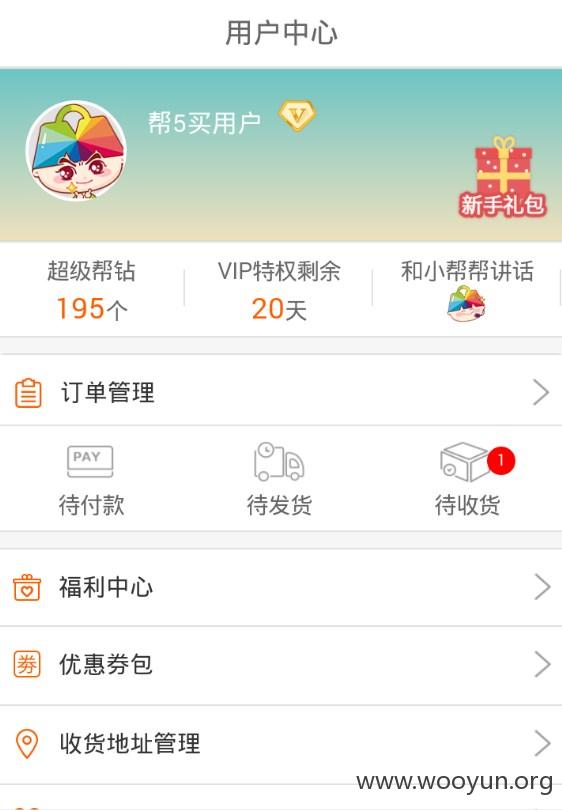 用户中心
帮5买用户
V
新手礼包
超级帮钻
VIP特权剩余
和小帮帮讲话
195个
20天
订单管理
PAY
1
待付款
待发货
待收货
福利中心
券
优惠券包
收货地址管理
www.wooyun.org